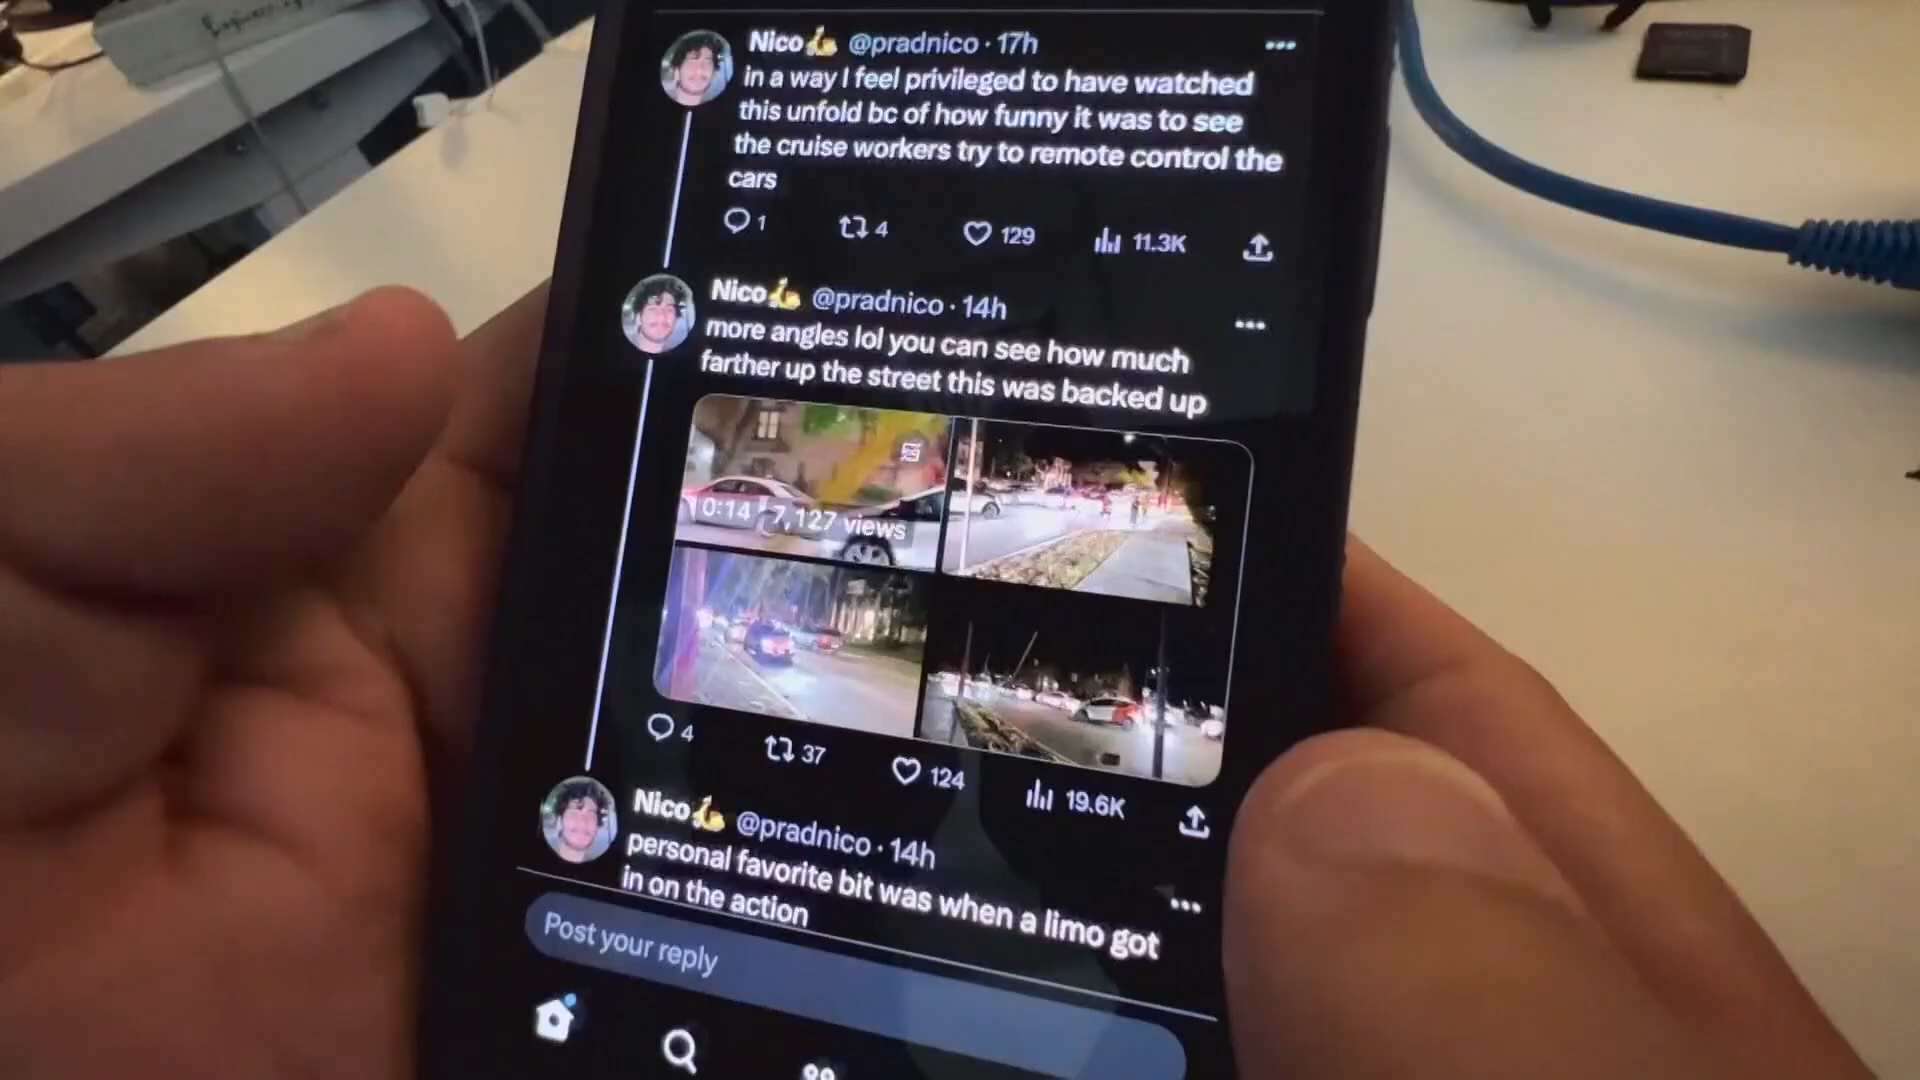 Nico💪 @pradnico · 17h
in a way I feel privileged to have watched
this unfold bc of how funny it was to see
the cruise workers try to remote control the
cars
1 4 129 11.3K
Nico💪 @pradnico · 14h
more angles lol you can see how much
farther up the street this was backed up
0:14 7,127 views
4 37 124 19.6K
Nico💪 @pradnico · 14h
personal favorite bit was when a limo got
in on the action
Post your reply